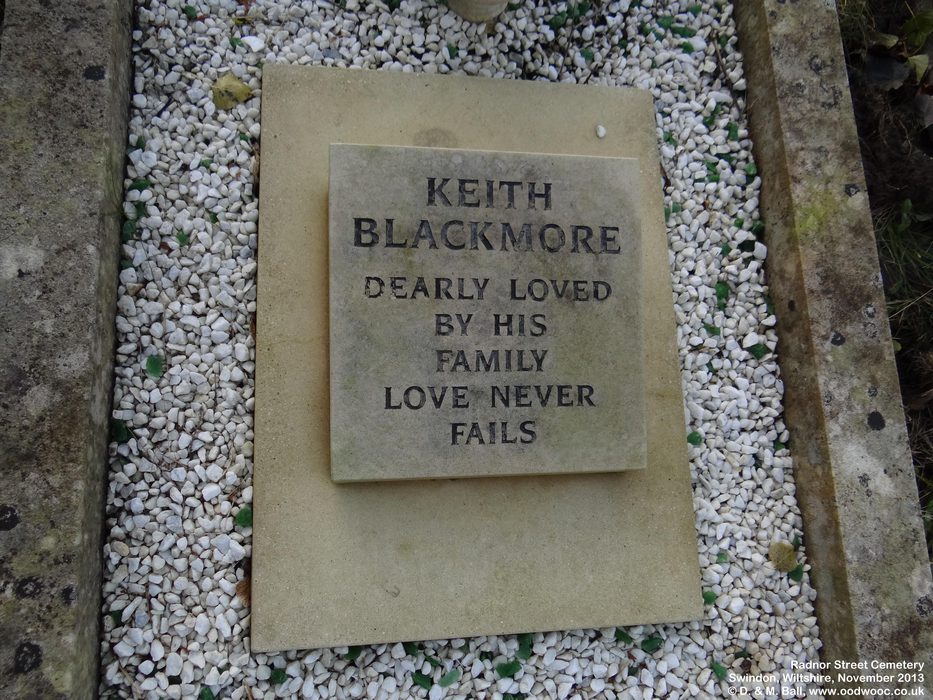 KEITH
BLACKMORE
DEARLY LOVED
BY HIS
FAMILY
LOVE NEVER
FAILS
Radnor Street Cemetery
Swindon, Wiltshire, November 2013
© D. & M. Ball, www.oodwooc.co.uk